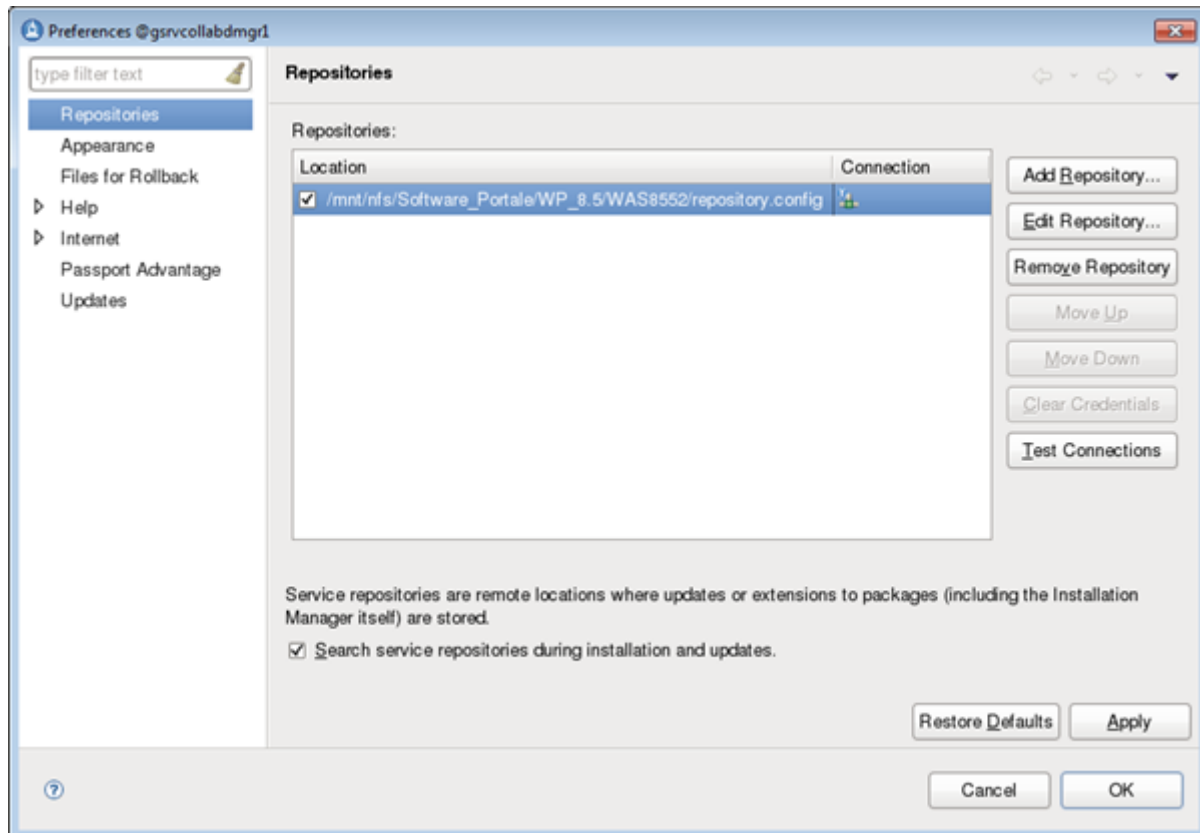 Preferences @gsrvcollabdmgr1
type filter text
Repositories
Appearance
Files for Rollback
Help
Internet
Passport Advantage
Updates
Repositories
Repositories:
Location Connection
/mnt/nfs/Software_Portale/WP_8.5/WAS8552/repository.config
Add Repository...
Edit Repository...
Remove Repository
Move Up
Move Down
Clear Credentials
Test Connections
Service repositories are remote locations where updates or extensions to packages (including the Installation
Manager itself) are stored.
Search service repositories during installation and updates.
Restore Defaults Apply
Cancel OK